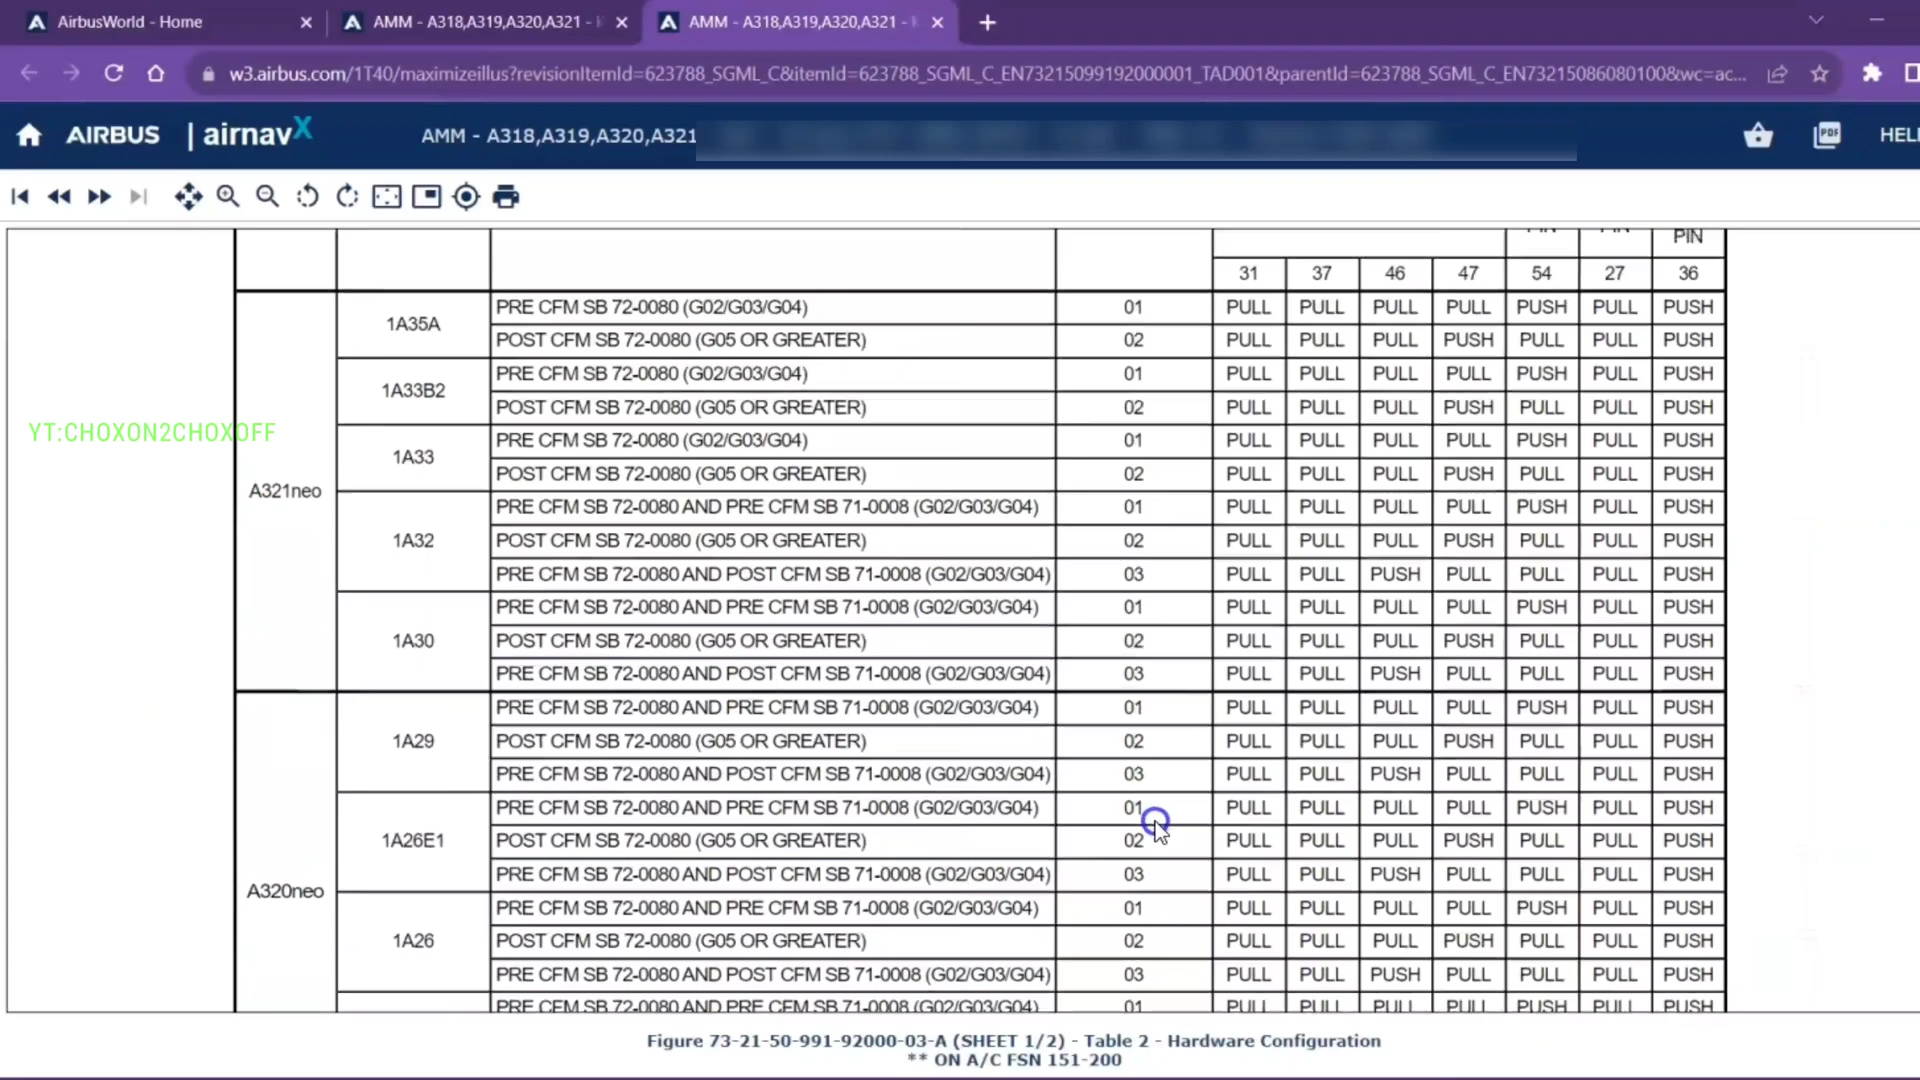 AirbusWorld - Home
AMM - A318,A319,A320,A321 -
AMM - A318,A319,A320,A321 -
w3.airbus.com/1T40/maximizeillus?revisionItemId=623788_SGML_C&itemId=623788_SGML_C_EN73215099192000001_TAD001&parentId=623788_SGML_C_EN73215086080100&wc=ac...
AIRBUS | airnavX AMM - A318,A319,A320,A321 PDF HEL
PIN PIN PIN
31 37 46 47 54 27 36
1A35A PRE CFM SB 72-0080 (G02/G03/G04) 01 PULL PULL PULL PULL PUSH PULL PUSH
POST CFM SB 72-0080 (G05 OR GREATER) 02 PULL PULL PULL PUSH PULL PULL PUSH
1A33B2 PRE CFM SB 72-0080 (G02/G03/G04) 01 PULL PULL PULL PULL PUSH PULL PUSH
POST CFM SB 72-0080 (G05 OR GREATER) 02 PULL PULL PULL PUSH PULL PULL PUSH
YT:CHOXON2CHOXOFF
1A33 PRE CFM SB 72-0080 (G02/G03/G04) 01 PULL PULL PULL PULL PUSH PULL PUSH
POST CFM SB 72-0080 (G05 OR GREATER) 02 PULL PULL PULL PUSH PULL PULL PUSH
A321neo
1A32 PRE CFM SB 72-0080 AND PRE CFM SB 71-0008 (G02/G03/G04) 01 PULL PULL PULL PULL PUSH PULL PUSH
POST CFM SB 72-0080 (G05 OR GREATER) 02 PULL PULL PULL PUSH PULL PULL PUSH
PRE CFM SB 72-0080 AND POST CFM SB 71-0008 (G02/G03/G04) 03 PULL PULL PUSH PULL PULL PULL PUSH
1A30 PRE CFM SB 72-0080 AND PRE CFM SB 71-0008 (G02/G03/G04) 01 PULL PULL PULL PULL PUSH PULL PUSH
POST CFM SB 72-0080 (G05 OR GREATER) 02 PULL PULL PULL PUSH PULL PULL PUSH
PRE CFM SB 72-0080 AND POST CFM SB 71-0008 (G02/G03/G04) 03 PULL PULL PUSH PULL PULL PULL PUSH
1A29 PRE CFM SB 72-0080 AND PRE CFM SB 71-0008 (G02/G03/G04) 01 PULL PULL PULL PULL PUSH PULL PUSH
POST CFM SB 72-0080 (G05 OR GREATER) 02 PULL PULL PULL PUSH PULL PULL PUSH
PRE CFM SB 72-0080 AND POST CFM SB 71-0008 (G02/G03/G04) 03 PULL PULL PUSH PULL PULL PULL PUSH
1A26E1 PRE CFM SB 72-0080 AND PRE CFM SB 71-0008 (G02/G03/G04) 01 PULL PULL PULL PULL PUSH PULL PUSH
POST CFM SB 72-0080 (G05 OR GREATER) 02 PULL PULL PULL PUSH PULL PULL PUSH
PRE CFM SB 72-0080 AND POST CFM SB 71-0008 (G02/G03/G04) 03 PULL PULL PUSH PULL PULL PULL PUSH
A320neo
1A26 PRE CFM SB 72-0080 AND PRE CFM SB 71-0008 (G02/G03/G04) 01 PULL PULL PULL PULL PUSH PULL PUSH
POST CFM SB 72-0080 (G05 OR GREATER) 02 PULL PULL PULL PUSH PULL PULL PUSH
PRE CFM SB 72-0080 AND POST CFM SB 71-0008 (G02/G03/G04) 03 PULL PULL PUSH PULL PULL PULL PUSH
PRE CFM SB 72-0080 AND PRE CFM SB 71-0008 (G02/G03/G04) 01 PULL PULL PULL PULL PUSH PULL PUSH
Figure 73-21-50-991-92000-03-A (SHEET 1/2) - Table 2 - Hardware Configuration
** ON A/C FSN 151-200